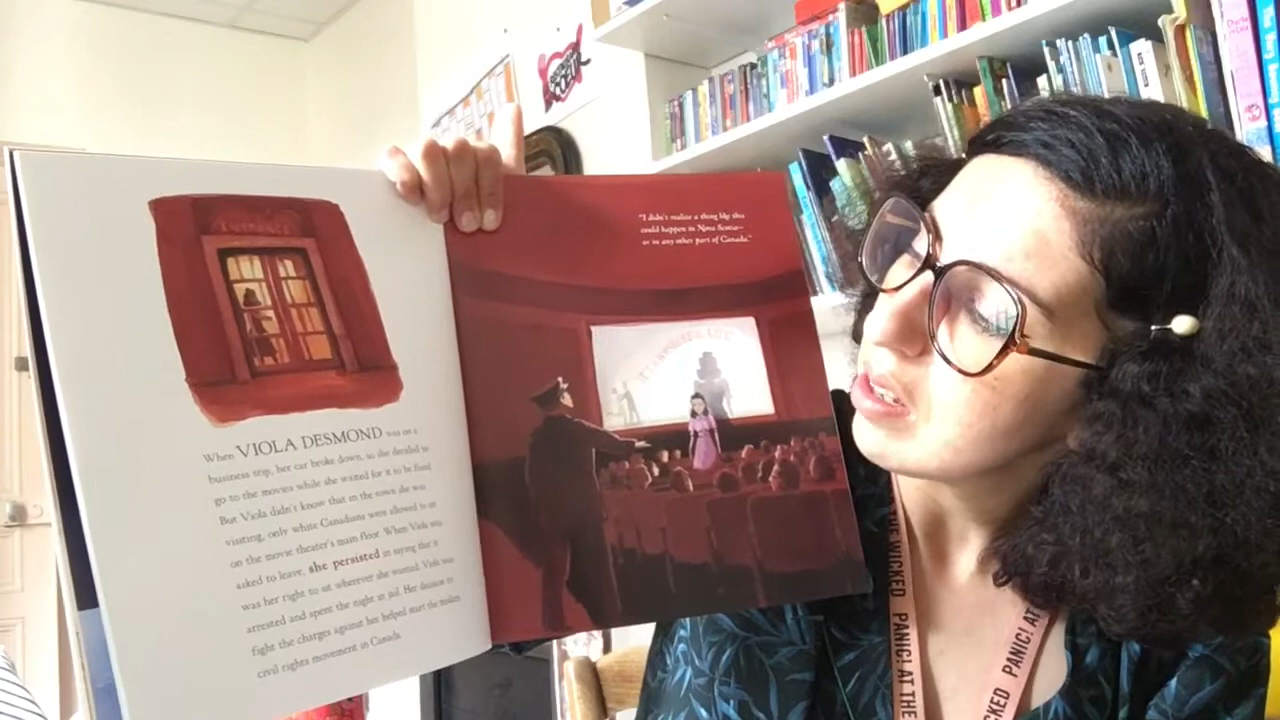 ENTRANCE
When VIOLA DESMOND was on a
business trip, her car broke down, so she decided to
go to the movies while she waited for it to be fixed.
But Viola didn't know that in the town she was
visiting, only white Canadians were allowed to sit
on the movie theater's main floor. When Viola was
asked to leave, she persisted in saying that it
was her right to sit wherever she wanted. Viola was
arrested and spent the night in jail. Her decision to
fight the charges against her helped start the modern
civil rights movement in Canada.
"I didn't realize a thing like this
could happen in Nova Scotia—
or in any other part of Canada."
THE WICKED PANIC! AT THE
CKED PANIC! AT